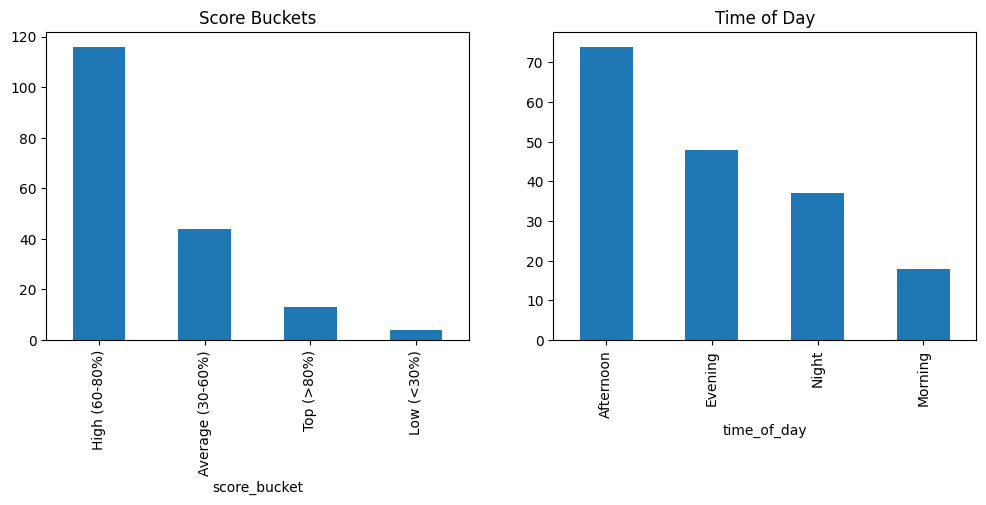 Score Buckets
120
100
80
60
40
20
0
High (60-80%)
Average (30-60%)
Top (>80%)
Low (<30%)
score_bucket
Time of Day
70
60
50
40
30
20
10
0
Afternoon
Evening
Night
Morning
time_of_day